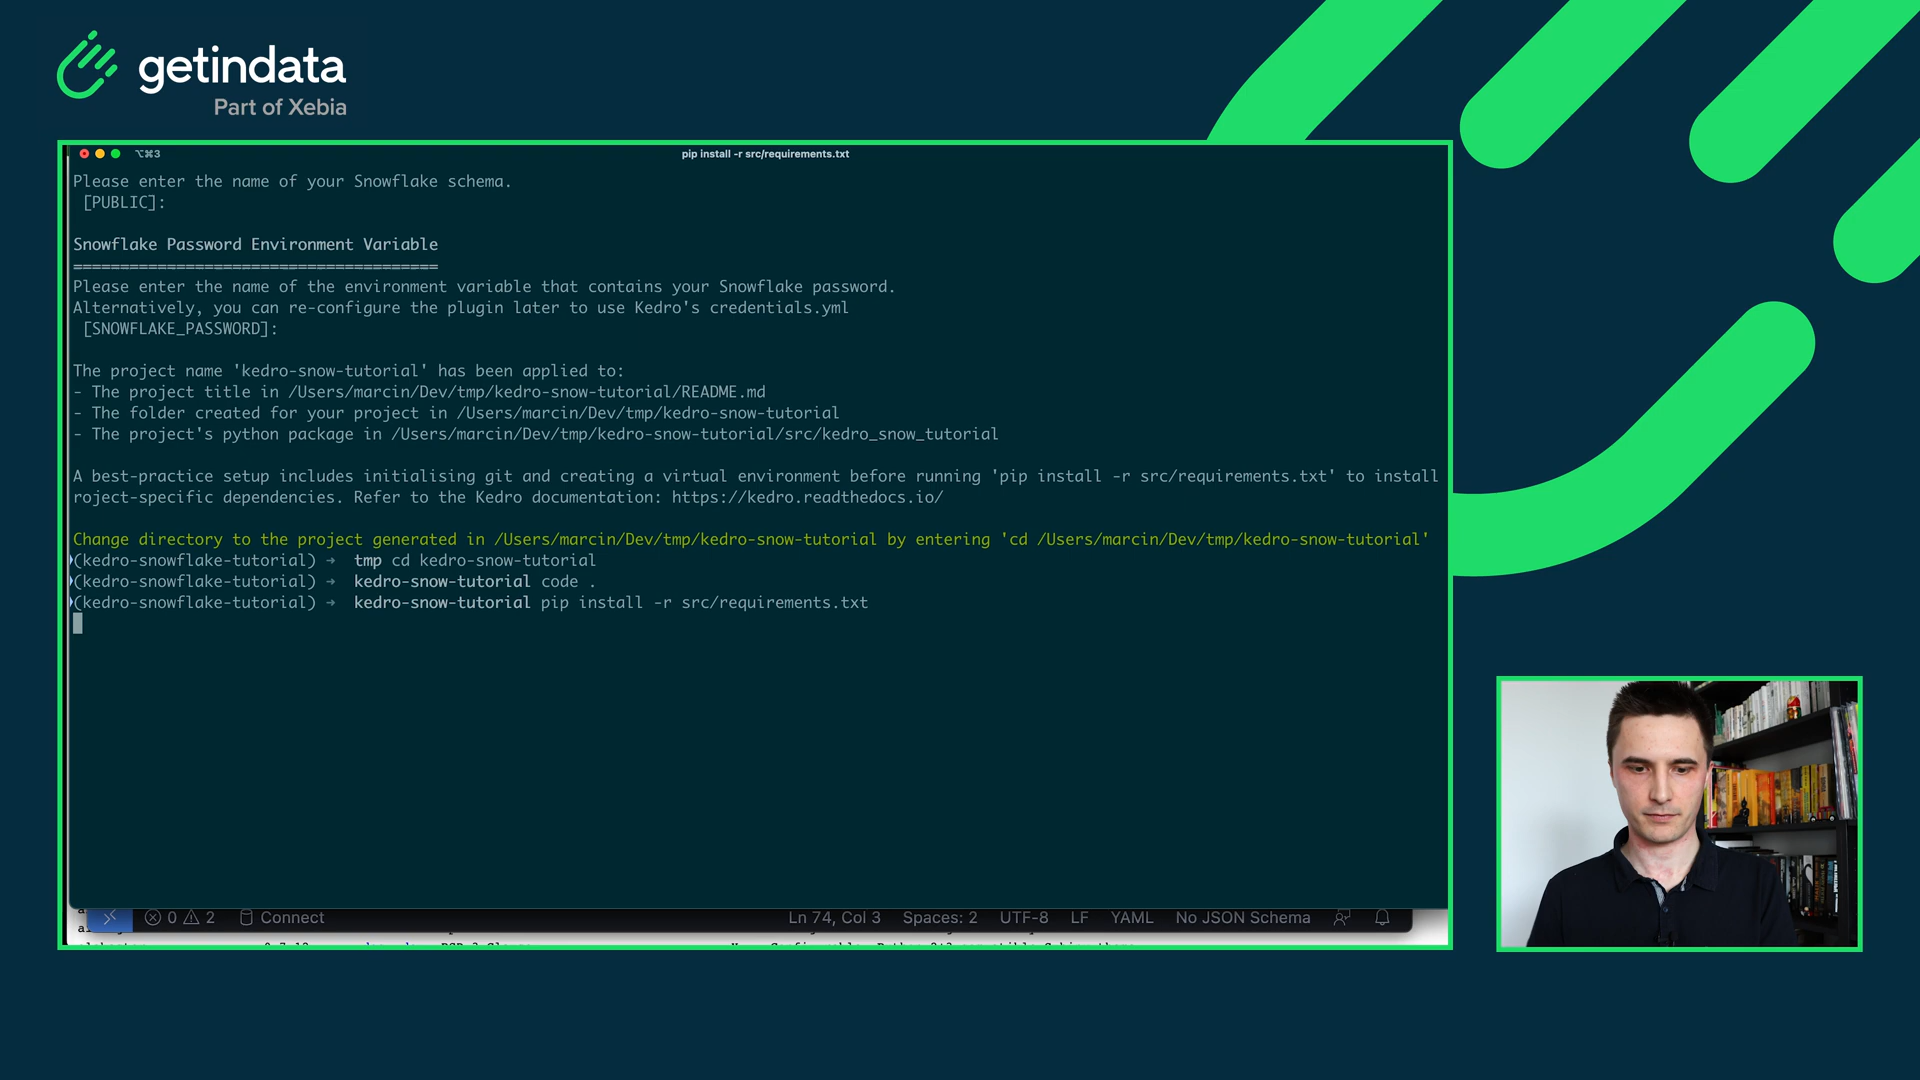 getindata
Part of Xebia
⌥⌘3
pip install -r src/requirements.txt
Please enter the name of your Snowflake schema.
[PUBLIC]:
Snowflake Password Environment Variable
=======================================
Please enter the name of the environment variable that contains your Snowflake password.
Alternatively, you can re-configure the plugin later to use Kedro's credentials.yml
[SNOWFLAKE_PASSWORD]:
The project name 'kedro-snow-tutorial' has been applied to:
- The project title in /Users/marcin/Dev/tmp/kedro-snow-tutorial/README.md
- The folder created for your project in /Users/marcin/Dev/tmp/kedro-snow-tutorial
- The project's python package in /Users/marcin/Dev/tmp/kedro-snow-tutorial/src/kedro_snow_tutorial
A best-practice setup includes initialising git and creating a virtual environment before running 'pip install -r src/requirements.txt' to install
roject-specific dependencies. Refer to the Kedro documentation: https://kedro.readthedocs.io/
Change directory to the project generated in /Users/marcin/Dev/tmp/kedro-snow-tutorial by entering 'cd /Users/marcin/Dev/tmp/kedro-snow-tutorial'
(kedro-snowflake-tutorial) → tmp cd kedro-snow-tutorial
(kedro-snowflake-tutorial) → kedro-snow-tutorial code .
(kedro-snowflake-tutorial) → kedro-snow-tutorial pip install -r src/requirements.txt
0 2 Connect Ln 74, Col 3 Spaces: 2 UTF-8 LF YAML No JSON Schema